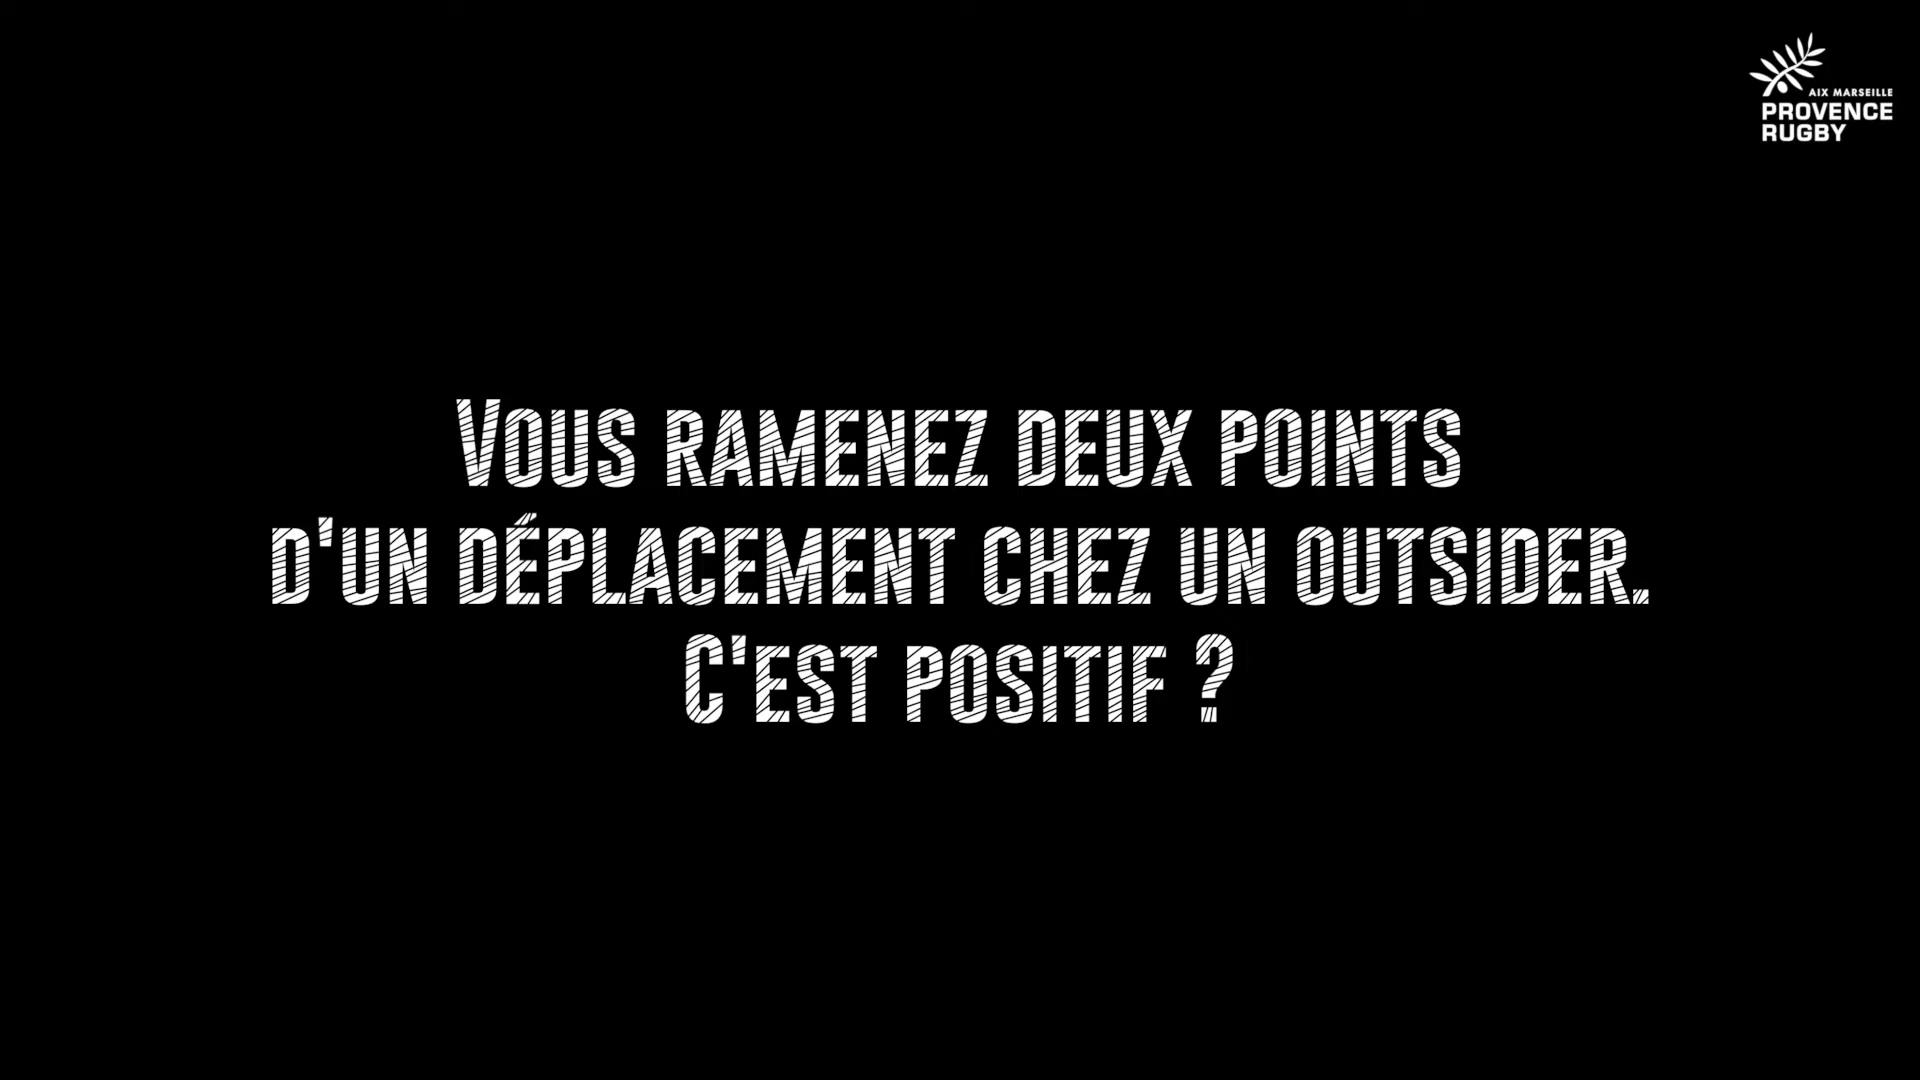 AIX MARSEILLE
PROVENCE
RUGBY
VOUS RAMENEZ DEUX POINTS
D'UN DÉPLACEMENT CHEZ UN OUTSIDER.
C'EST POSITIF ?